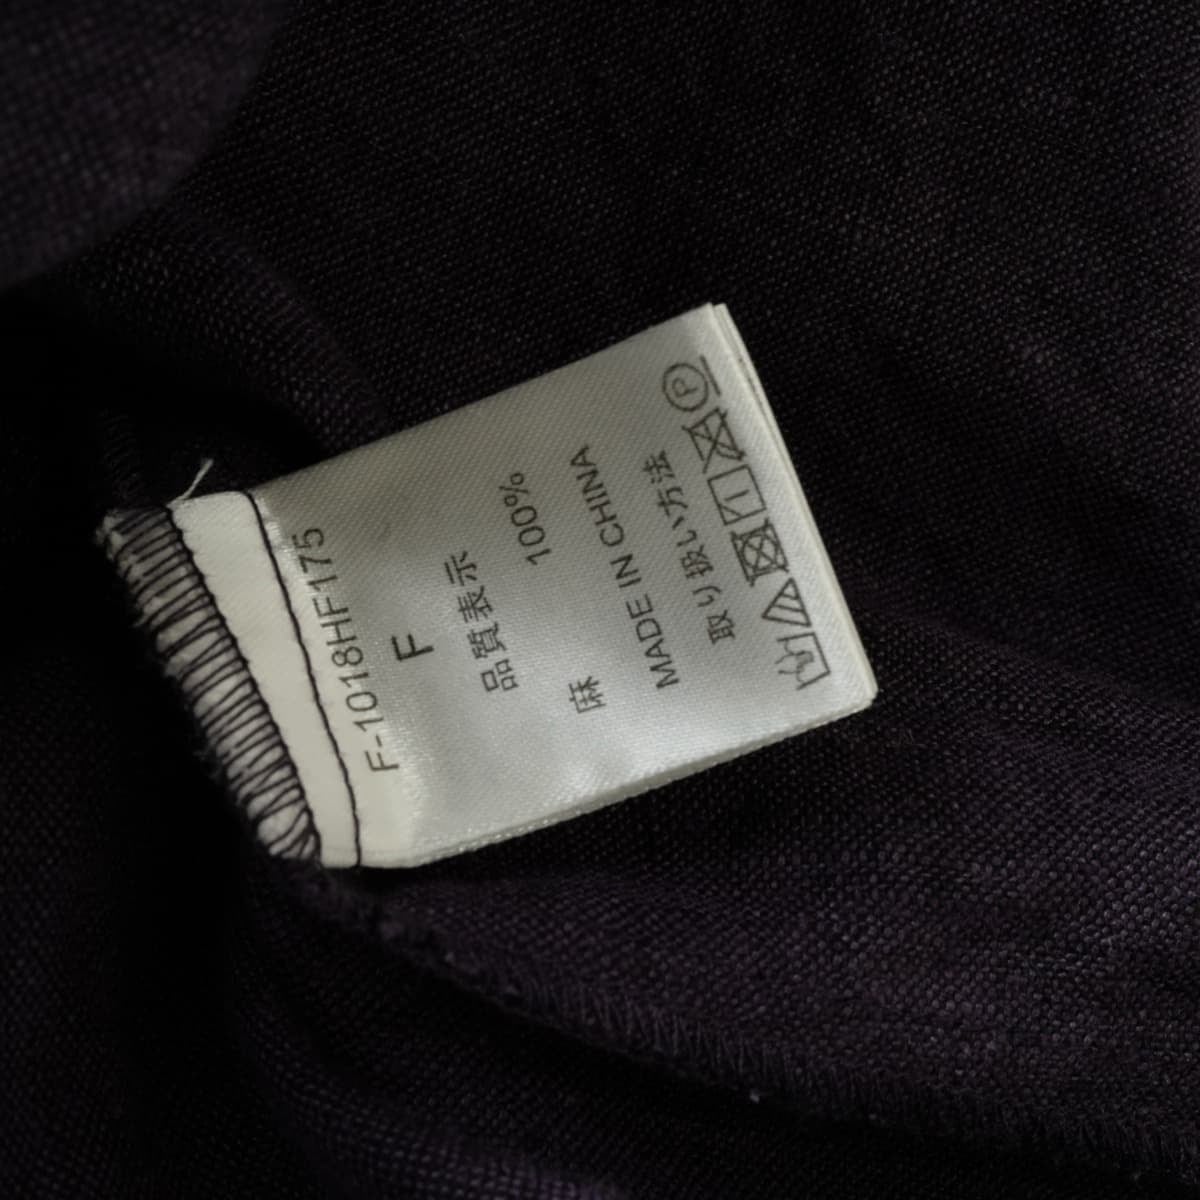 F-1018HF175
F
品質表示
麻 100%
MADE IN CHINA
取り扱い方法
P